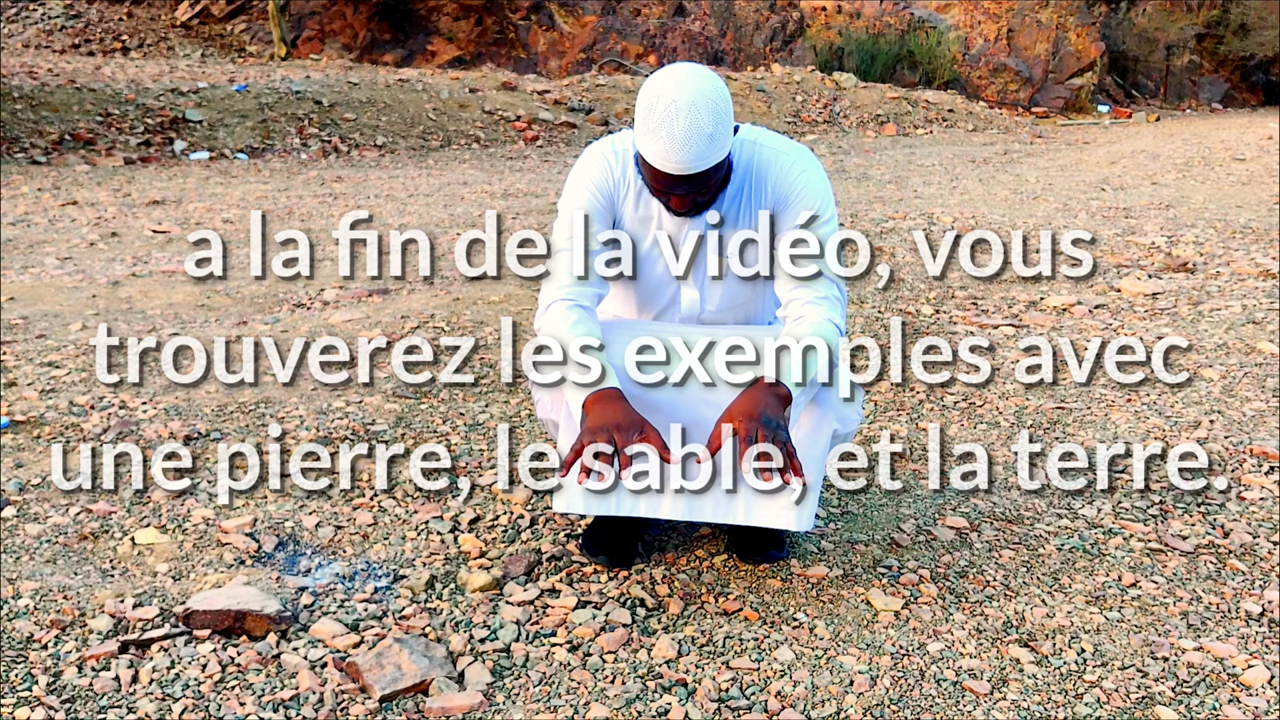 a la fin de la vidéo, vous
trouverez les exemples avec
une pierre, le sable, et la terre.